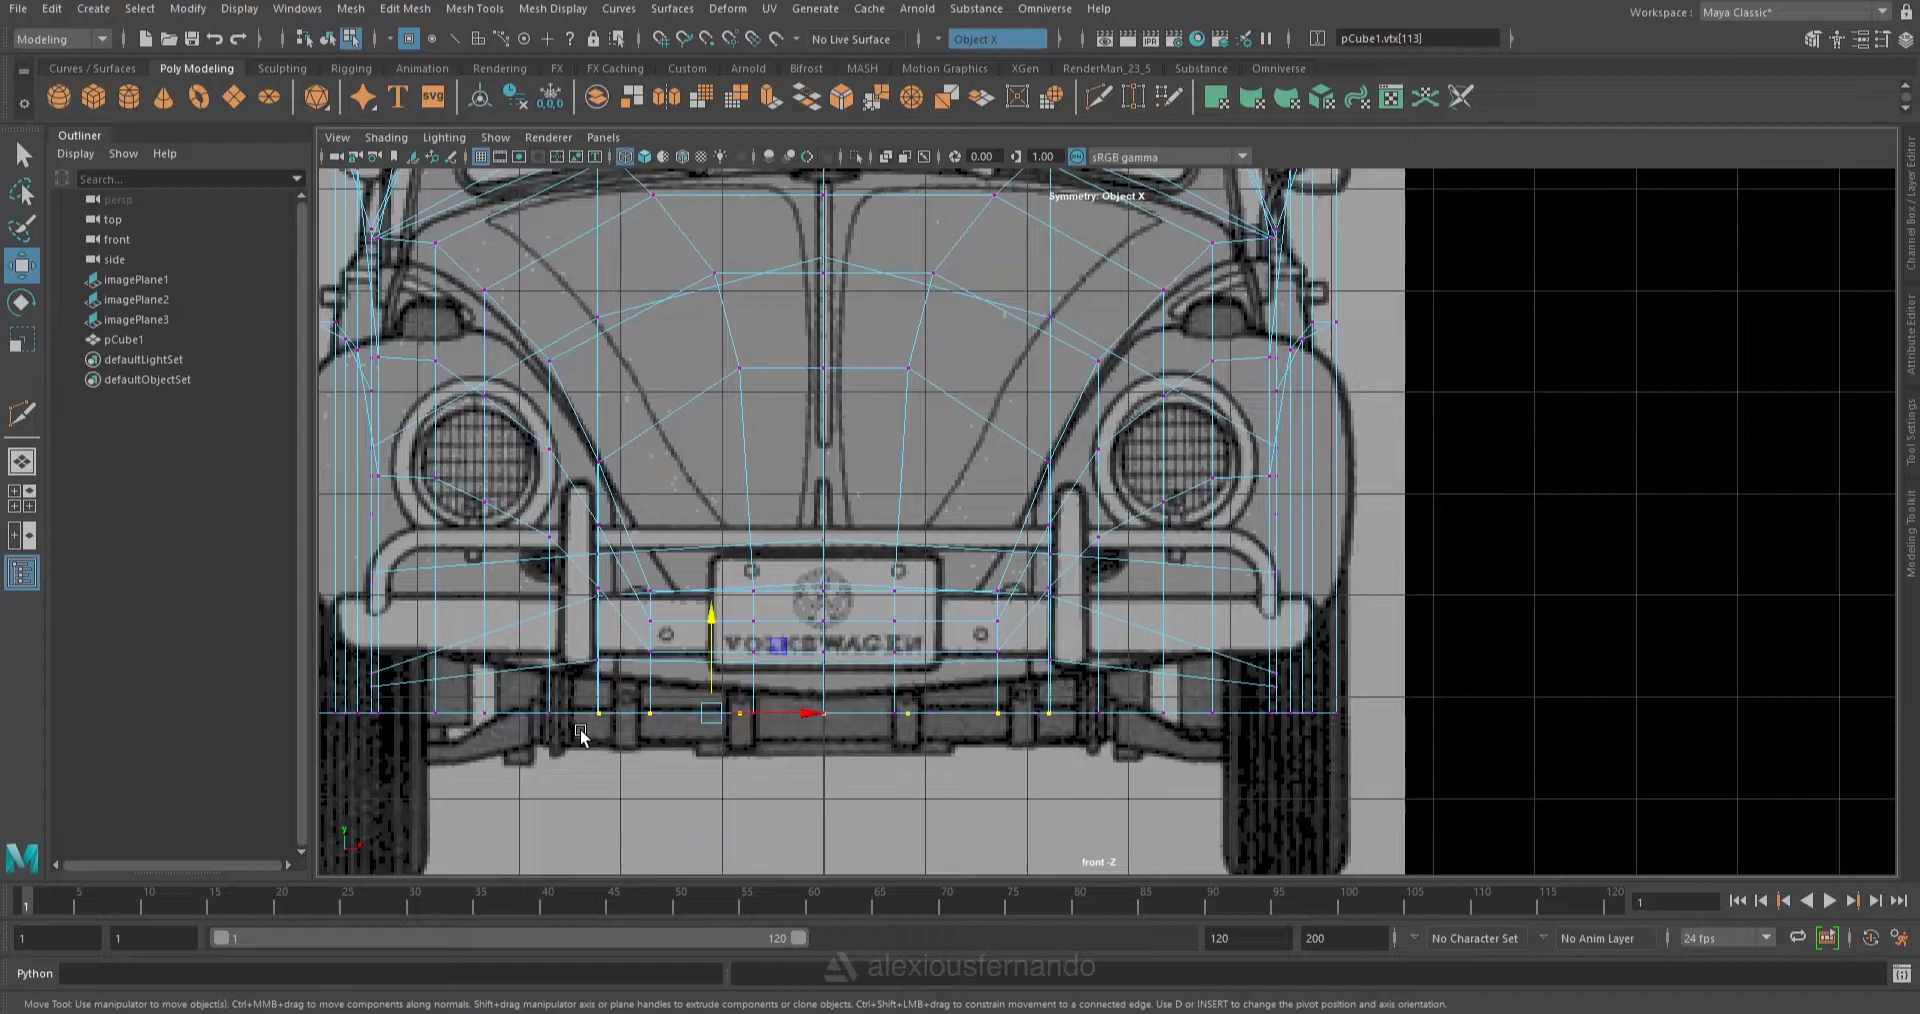 File Edit Create Select Modify Display Windows Mesh Edit Mesh Mesh Tools Mesh Display Curves Surfaces Deform UV Generate Cache Arnold Substance Omniverse Help
Workspace : Maya Classic*
Modeling No Live Surface Object X pCube1.vtx[113]
Curves / Surfaces Poly Modeling Sculpting Rigging Animation Rendering FX FX Caching Custom Arnold Bifrost MASH Motion Graphics XGen RenderMan_23_5 Substance Omniverse
T SVG 0,0,0
Outliner
Display Show Help
Search...
persp
top
front
side
imagePlane1
imagePlane2
imagePlane3
pCube1
defaultLightSet
defaultObjectSet
View Shading Lighting Show Renderer Panels
0.00 1.00 sRGB gamma
Symmetry: Object X
VOLKSWAGEN
y
front -Z
Channel Box / Layer Editor
Attribute Editor
Tool Settings
Modeling Toolkit
5 10 15 20 25 30 35 40 45 50 55 60 65 70 75 80 85 90 95 100 105 110 115 120
1 1
1 1 1 120 120 200 No Character Set No Anim Layer 24 fps
Python
alexiousfernando
Move Tool: Use manipulator to move object(s). Ctrl+MMB+drag to move components along normals. Shift+drag manipulator axis or plane handles to extrude components or clone objects. Ctrl+Shift+LMB+drag to constrain movement to a connected edge. Use D or INSERT to change the pivot position and axis orientation.